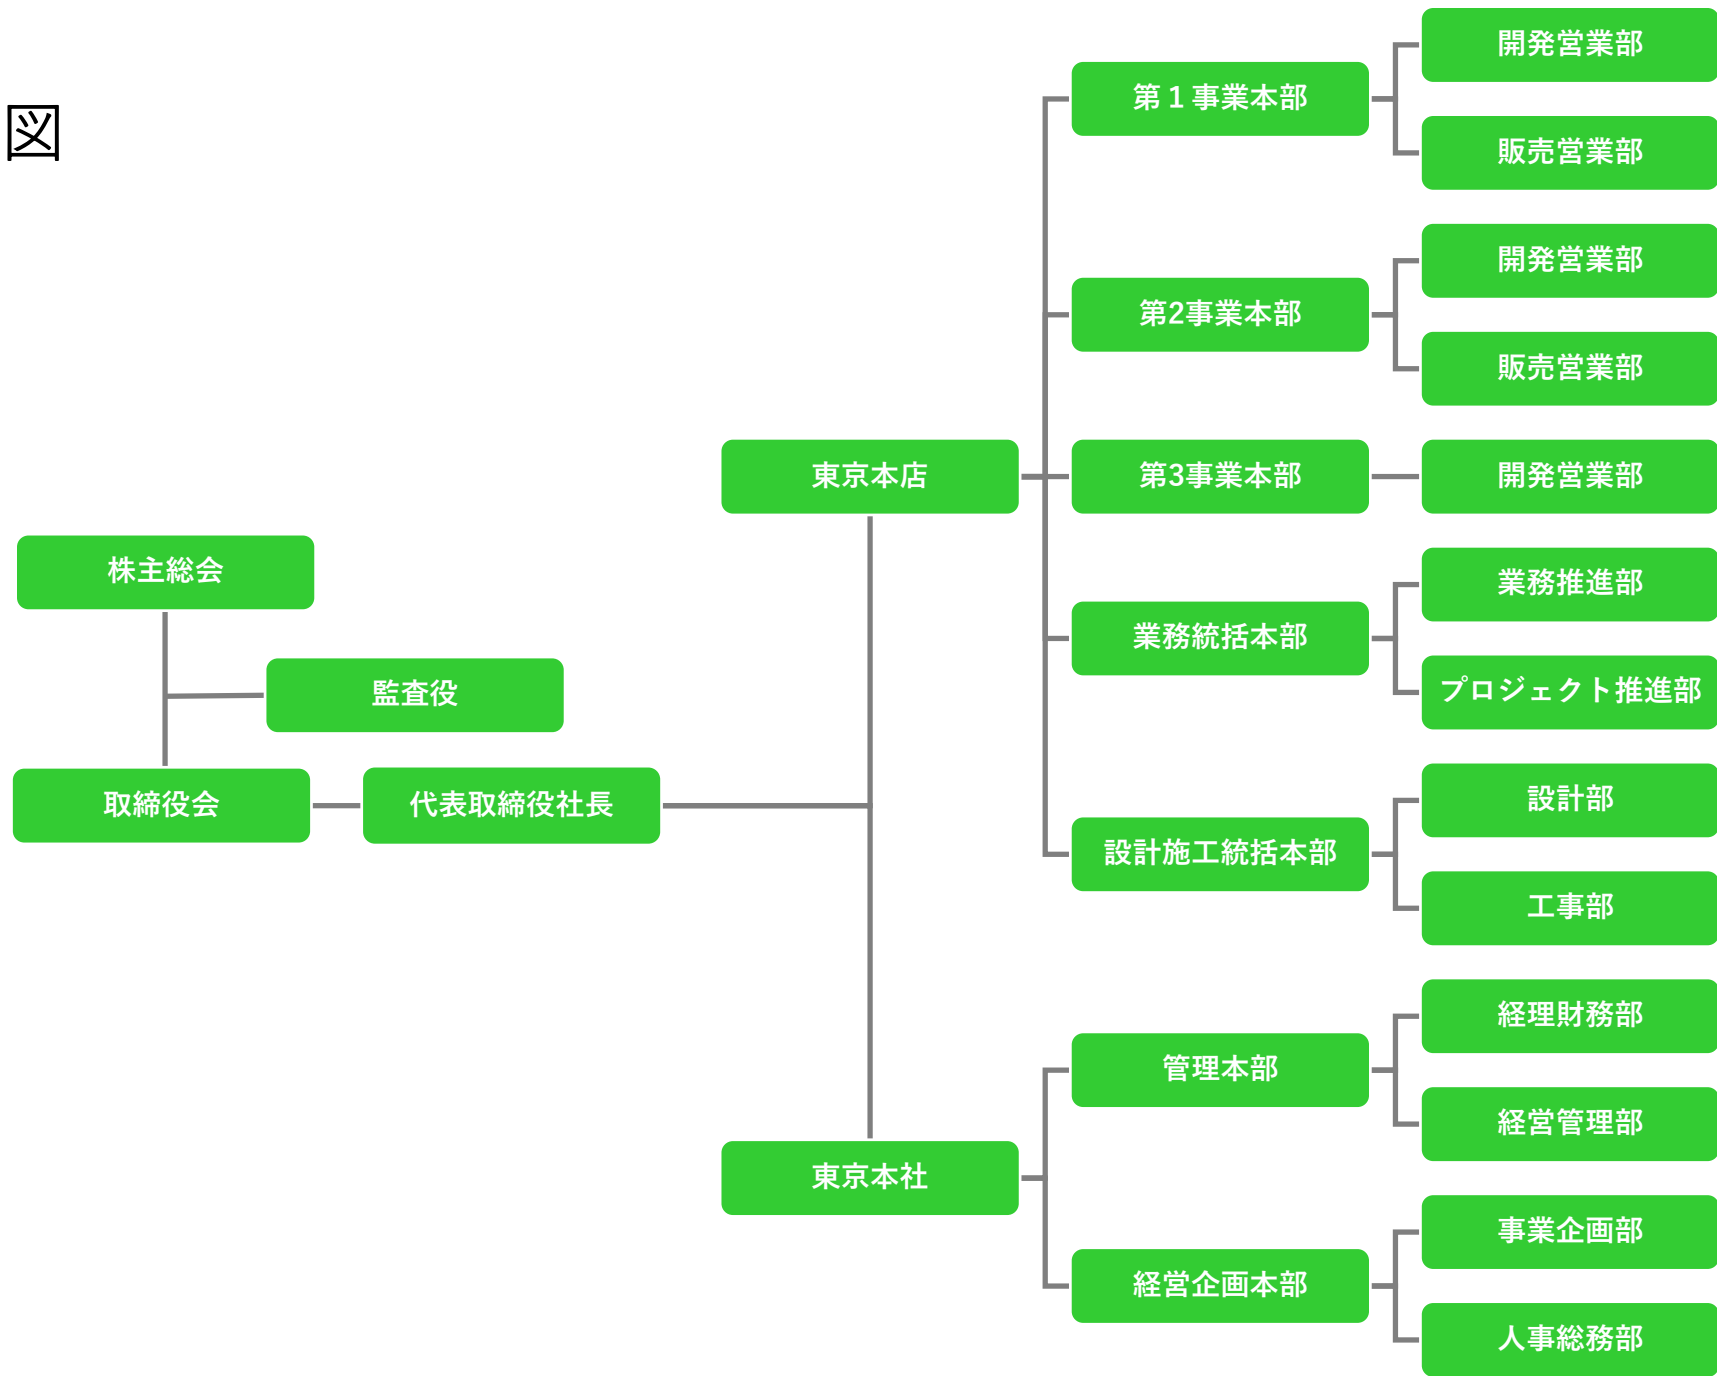 図
株主総会
監査役
取締役会
代表取締役社長
東京本店
第１事業本部
開発営業部
販売営業部
第2事業本部
開発営業部
販売営業部
第3事業本部
開発営業部
業務統括本部
業務推進部
プロジェクト推進部
設計施工統括本部
設計部
工事部
東京本社
管理本部
経理財務部
経営管理部
経営企画本部
事業企画部
人事総務部